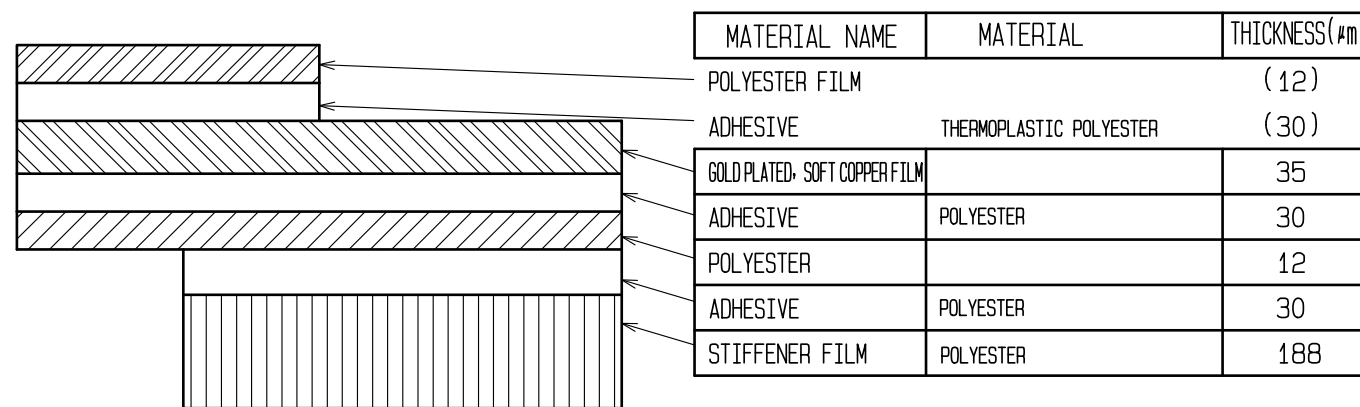 MATERIAL NAME MATERIAL THICKNESS(μm
POLYESTER FILM (12)
ADHESIVE THERMOPLASTIC POLYESTER (30)
GOLD PLATED, SOFT COPPER FILM 35
ADHESIVE POLYESTER 30
POLYESTER 12
ADHESIVE POLYESTER 30
STIFFENER FILM POLYESTER 188